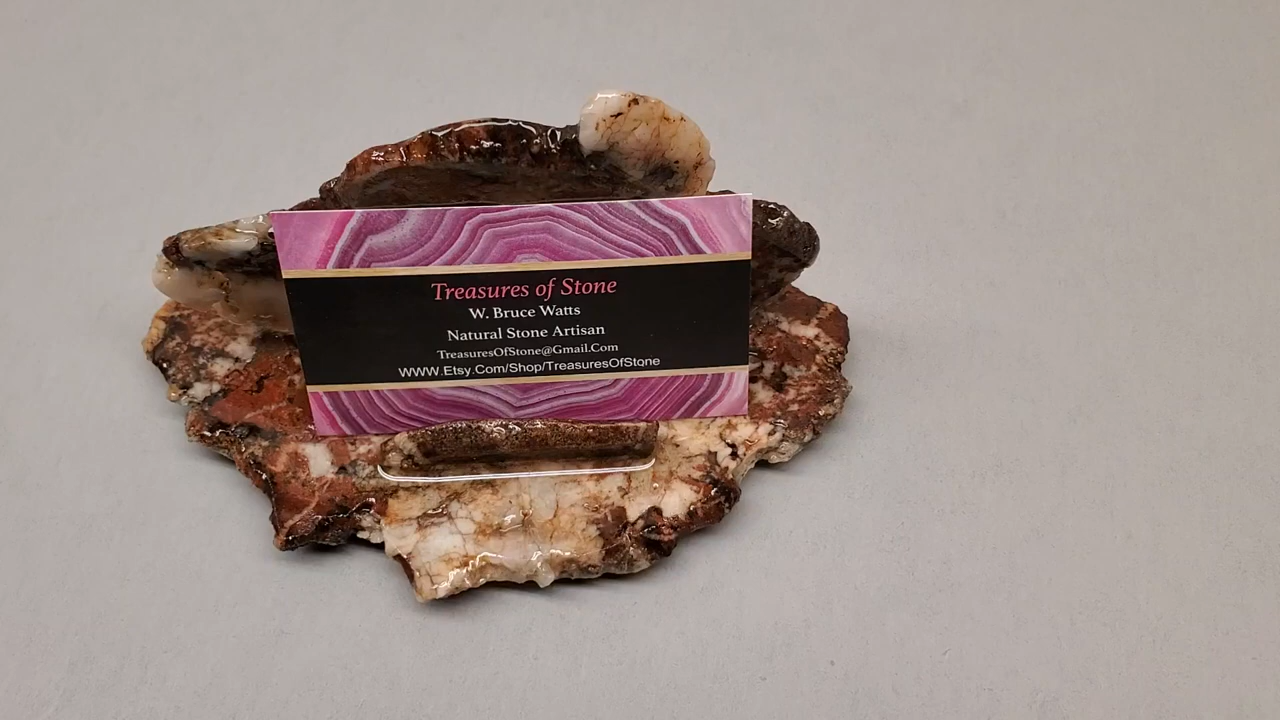 Treasures of Stone
W. Bruce Watts
Natural Stone Artisan
TreasuresOfStone@Gmail.Com
WWW.Etsy.Com/Shop/TreasuresOfStone